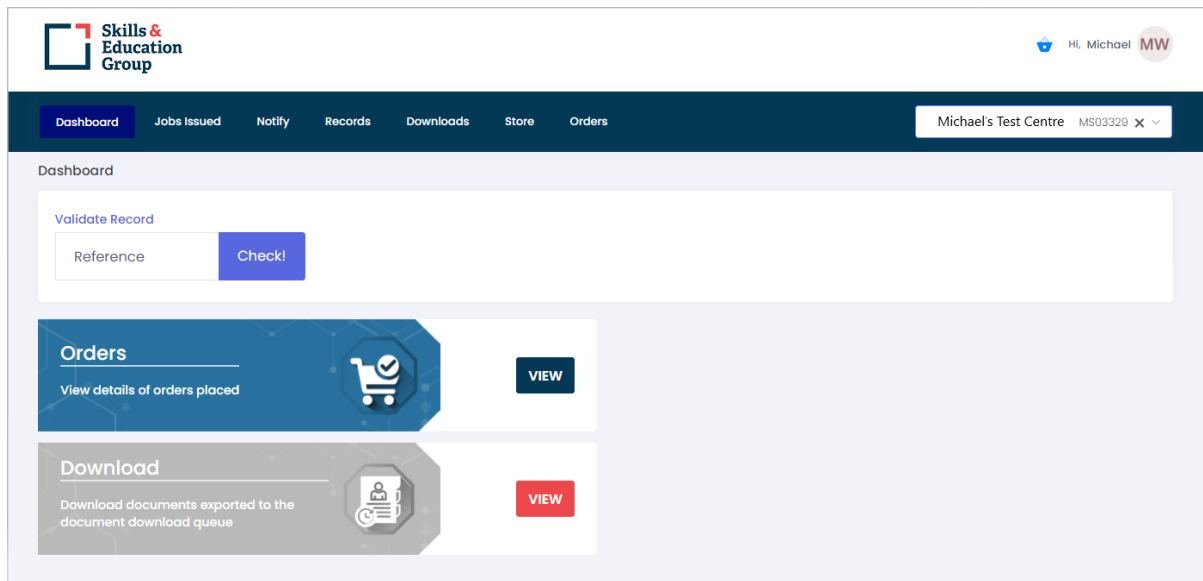 Skills &
Education
Group
Hi, Michael MW
Dashboard Jobs Issued Notify Records Downloads Store Orders Michael's Test Centre MS03329
Dashboard
Validate Record
Reference Check!
Orders
View details of orders placed
VIEW
Download
Download documents exported to the
document download queue
VIEW